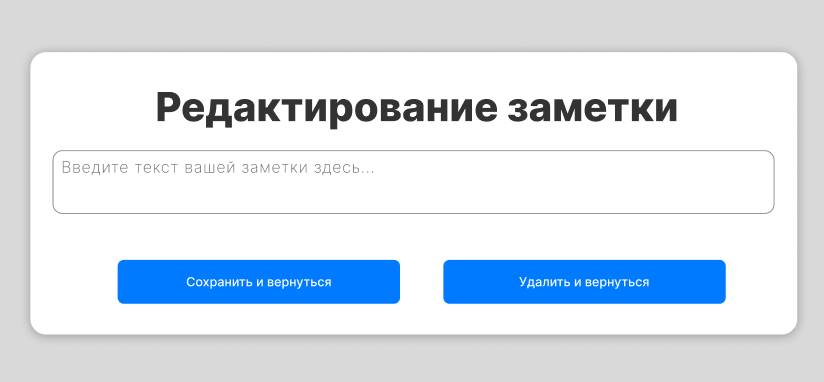 Редактирование заметки
Введите текст вашей заметки здесь...
Сохранить и вернуться
Удалить и вернуться